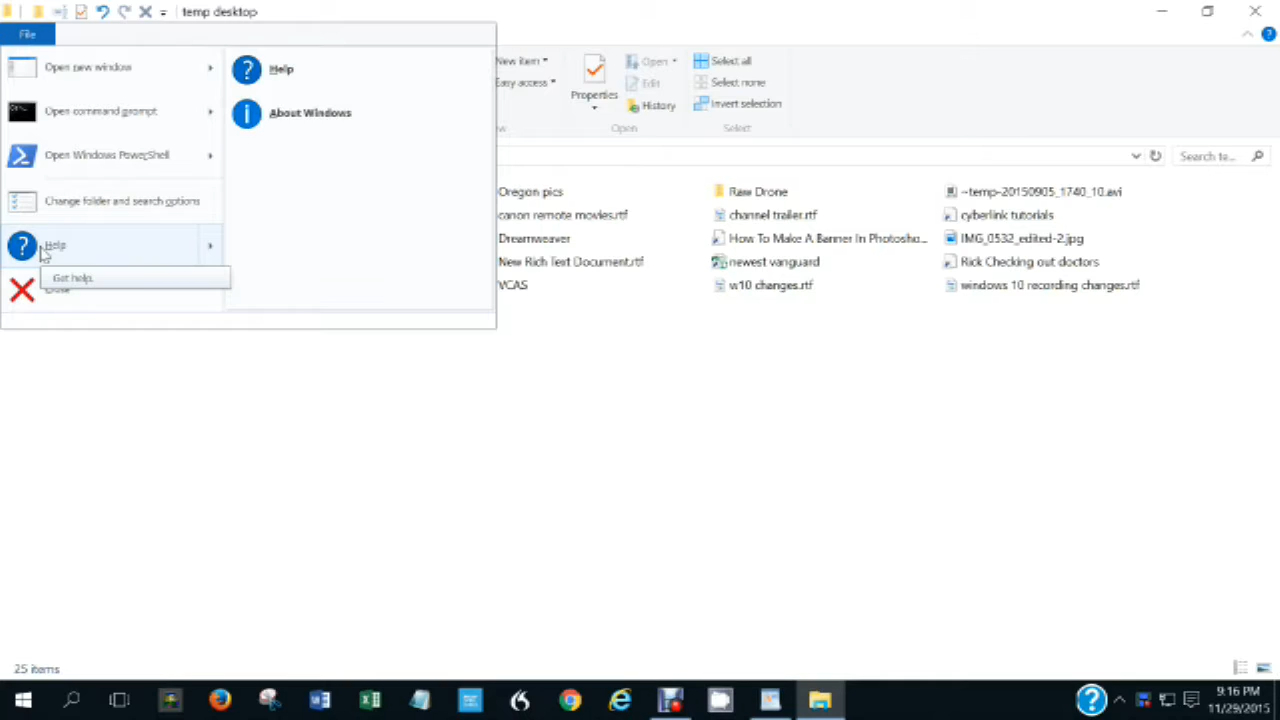 temp desktop
File
Open new window
Open command prompt
Open Windows PowerShell
Change folder and search options
Help
Get help.
Close
Help
About Windows
New item
Easy access
Properties
Open
Edit
History
Open
Select all
Select none
Invert selection
Select
Search te...
Oregon pics
Raw Drone
~temp-20150905_1740_10.avi
canon remote movies.rtf
channel trailer.rtf
cyberlink tutorials
Dreamweaver
How To Make A Banner In Photosho...
IMG_0532_edited-2.jpg
New Rich Text Document.rtf
newest vanguard
Rick Checking out doctors
VCAS
w10 changes.rtf
windows 10 recording changes.rtf
25 items
9:16 PM
11/29/2015